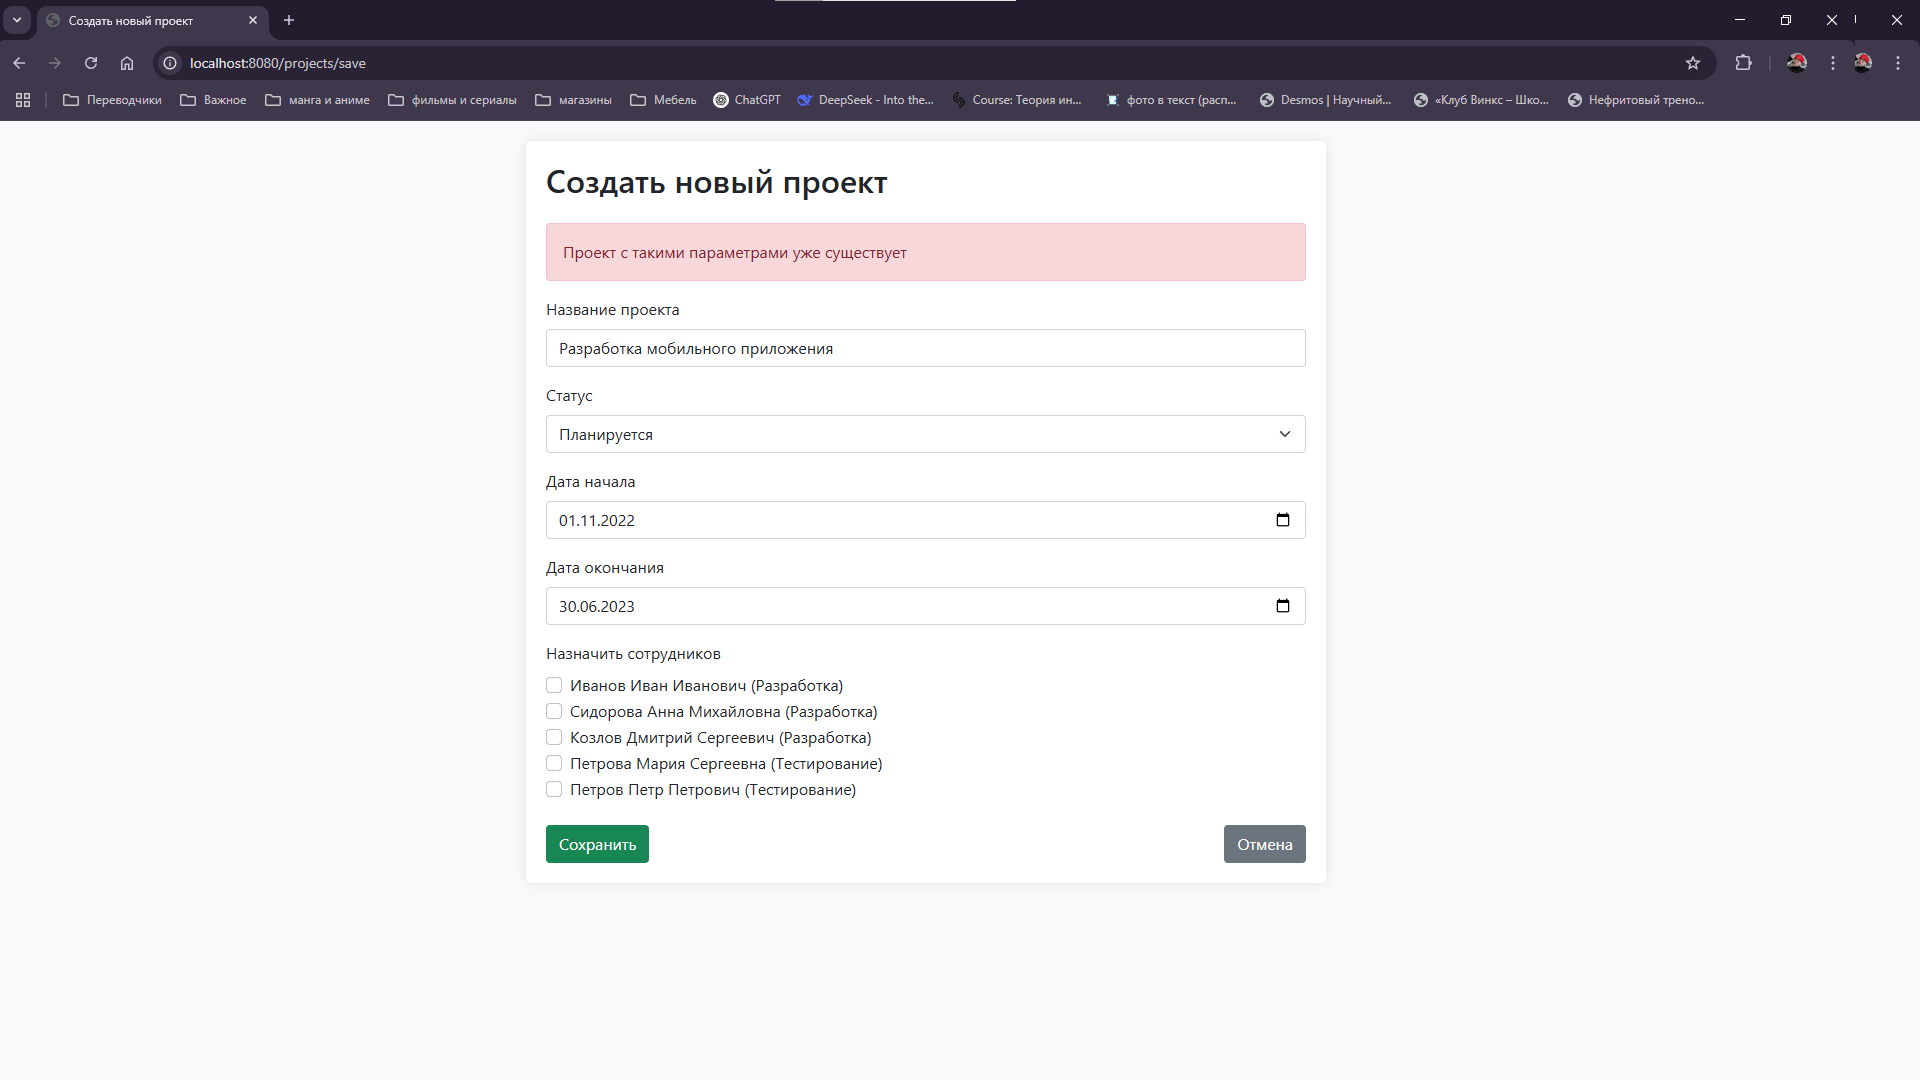 Создать новый проект
localhost:8080/projects/save
Переводчики
Важное
манга и аниме
фильмы и сериалы
магазины
Мебель
ChatGPT
DeepSeek - Into the...
Course: Теория ин...
фото в текст (расп...
Desmos | Научный...
«Клуб Винкс – Шко...
Нефритовый трено...
Создать новый проект
Проект с такими параметрами уже существует
Название проекта
Разработка мобильного приложения
Статус
Планируется
Дата начала
01.11.2022
Дата окончания
30.06.2023
Назначить сотрудников
Иванов Иван Иванович (Разработка)
Сидорова Анна Михайловна (Разработка)
Козлов Дмитрий Сергеевич (Разработка)
Петрова Мария Сергеевна (Тестирование)
Петров Петр Петрович (Тестирование)
Сохранить
Отмена